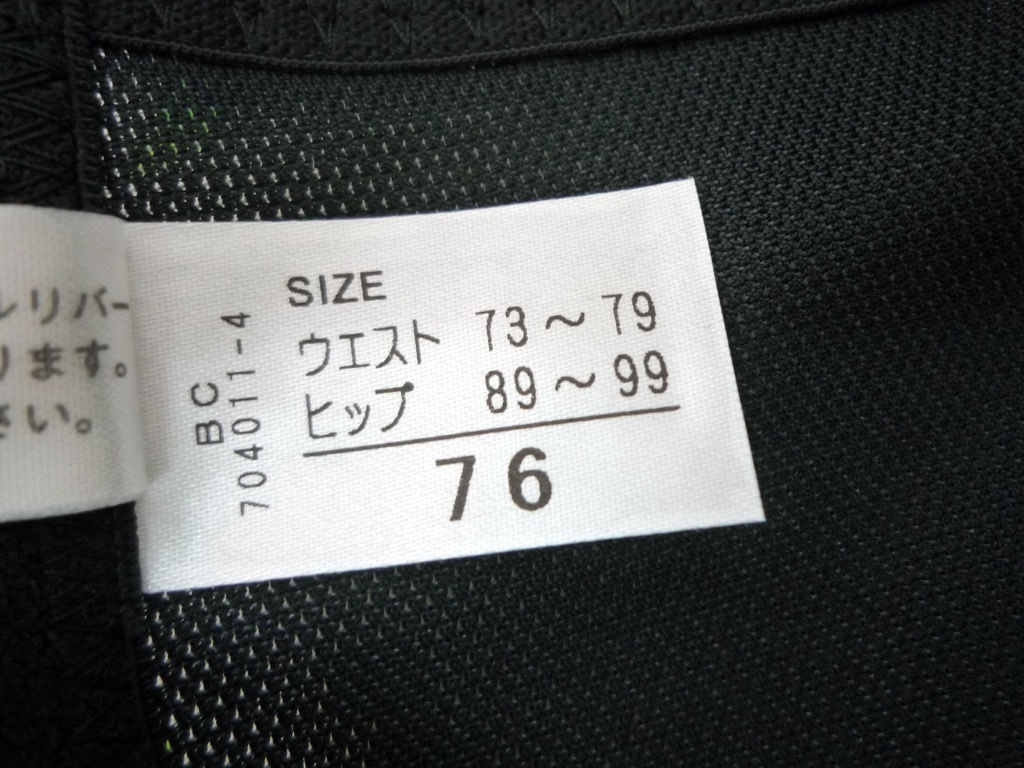 リバー
ります。
さい。
BC
704011-4
SIZE
ウエスト 73～79
ヒップ 89～99
76